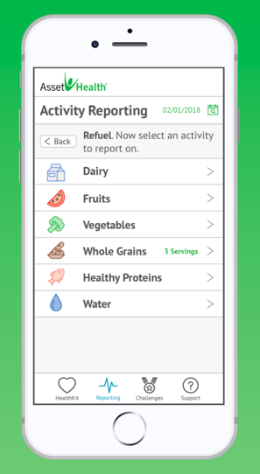 Asset Health
Activity Reporting 02/01/2018
< Back Refuel. Now select an activity
to report on.
Dairy >
Fruits >
Vegetables >
Whole Grains 5 Servings >
Healthy Proteins >
Water >
HealthKit Reporting Challenges Support